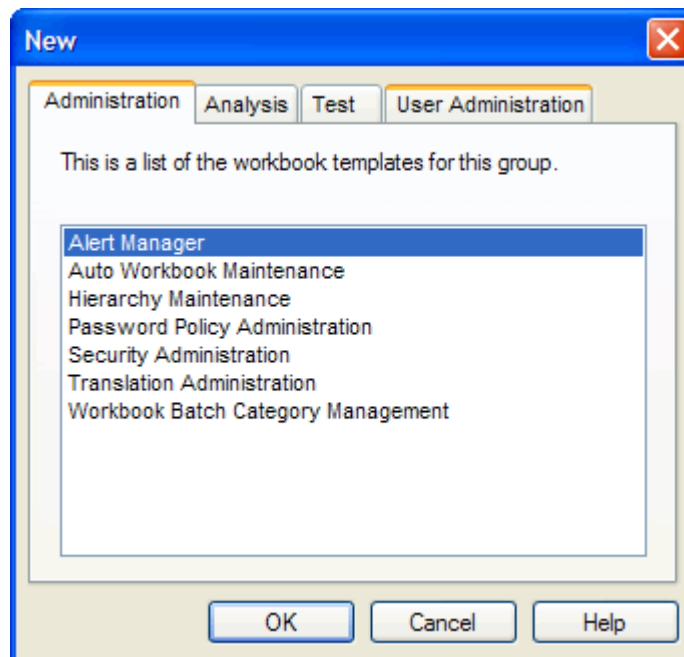 New
Administration Analysis Test User Administration
This is a list of the workbook templates for this group.
Alert Manager
Auto Workbook Maintenance
Hierarchy Maintenance
Password Policy Administration
Security Administration
Translation Administration
Workbook Batch Category Management
OK Cancel Help